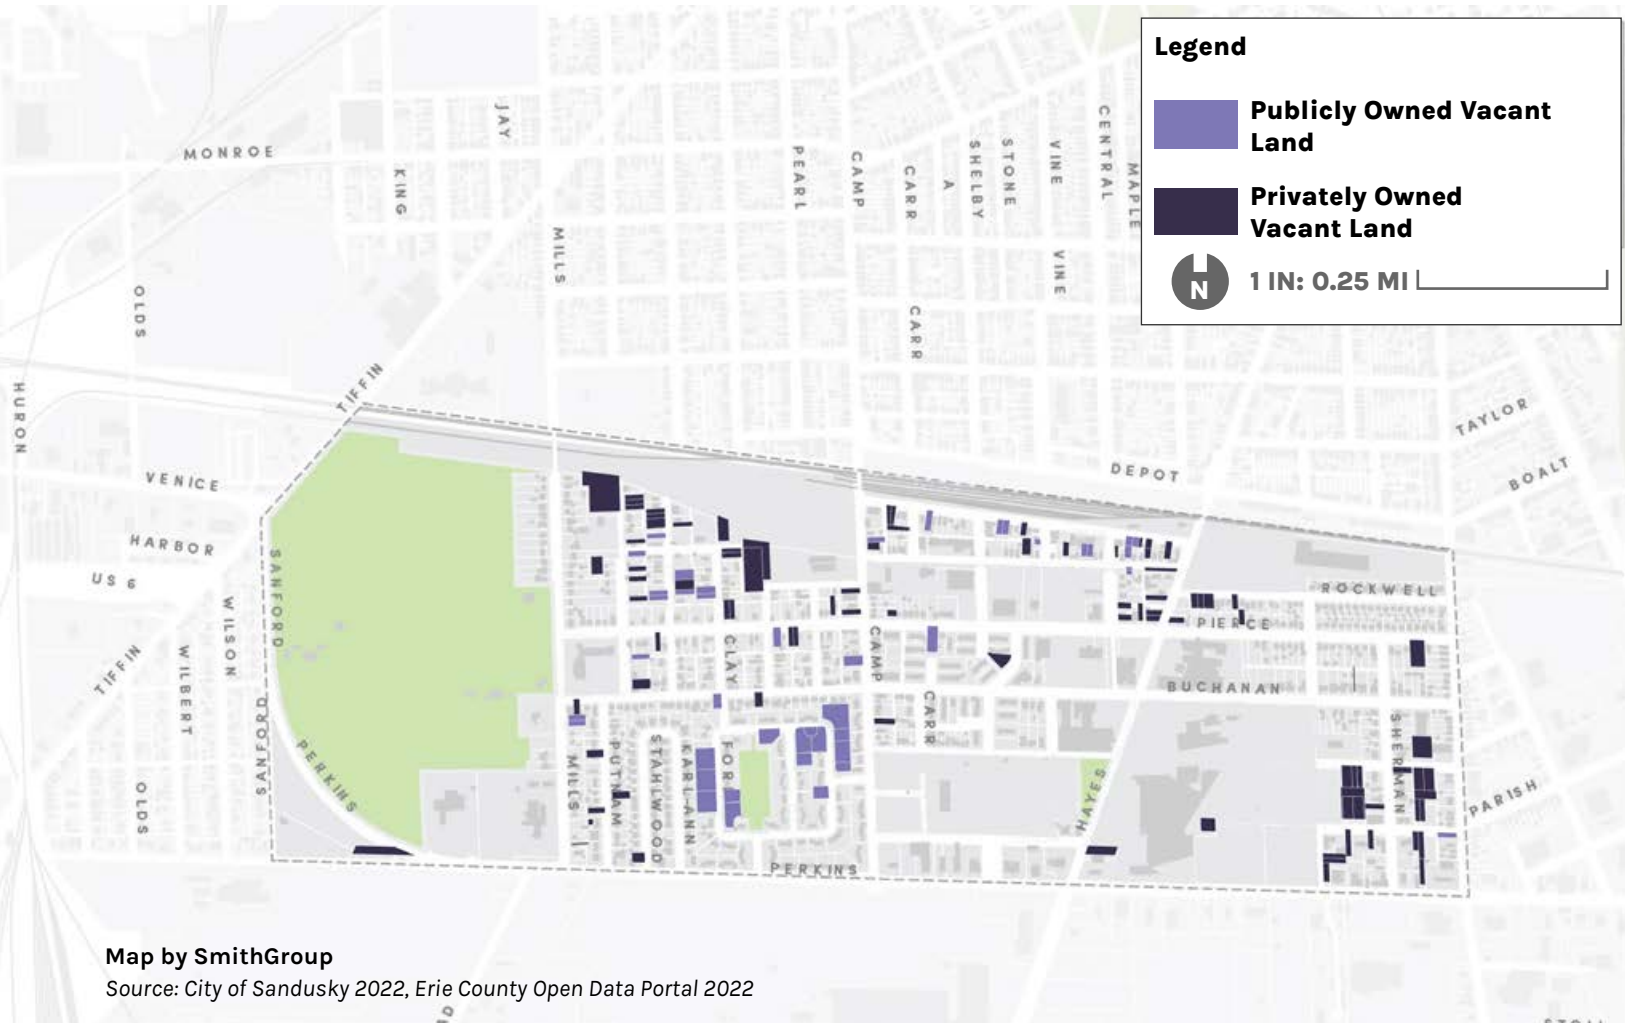 Legend
Publicly Owned Vacant
Land
Privately Owned
Vacant Land
N
1 IN: 0.25 MI
MONROE
KING
JAY
MILLS
PEARL
CAMP
CARR
A
SHELBY
STONE
VINE
CENTRAL
MAPLE
VINE
CARR
OLDS
HURON
TIFFIN
TAYLOR
BOALT
DEPOT
VENICE
HARBOR
US 6
SANFORD
WILSON
WILBERT
TIFFIN
SANFORD
OLDS
PERKINS
ROCKWELL
PIERCE
CLAY
CAMP
BUCHANAN
CARR
MILLS
PUTNAM
STAHLWOOD
KARL-ANN
FOR
SHERMAN
HAYES
PARISH
PERKINS
Map by SmithGroup
Source: City of Sandusky 2022, Erie County Open Data Portal 2022